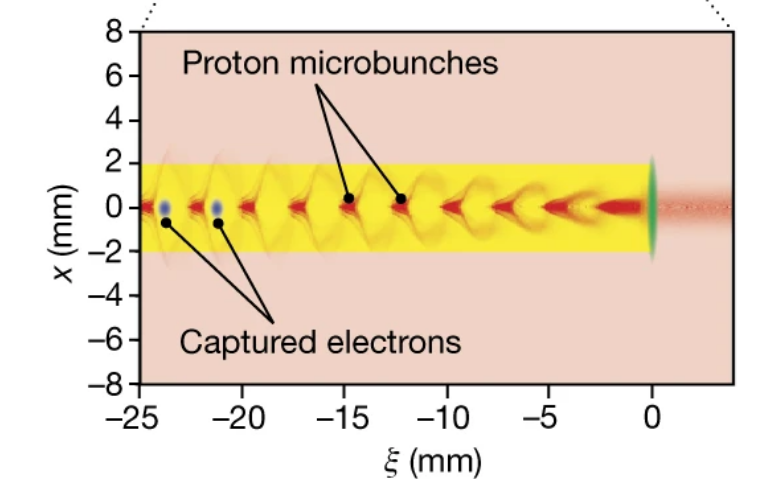 8
6
4
2
0
−2
−4
−6
−8
x (mm)
Proton microbunches
Captured electrons
−25 −20 −15 −10 −5 0
ξ (mm)